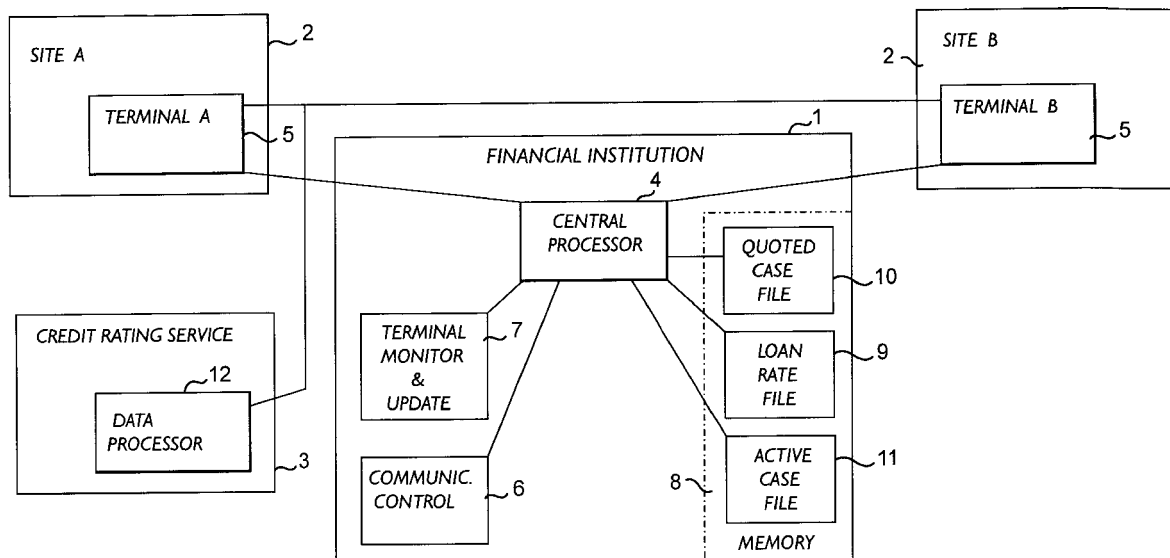 SITE A
2
TERMINAL A
5
SITE B
2
TERMINAL B
5
1
FINANCIAL INSTITUTION
4
CENTRAL
PROCESSOR
QUOTED
CASE
FILE
10
TERMINAL
MONITOR
&
UPDATE
7
LOAN
RATE
FILE
9
CREDIT RATING SERVICE
12
DATA
PROCESSOR
3
COMMUNIC.
CONTROL
6
ACTIVE
CASE
FILE
11
8
MEMORY